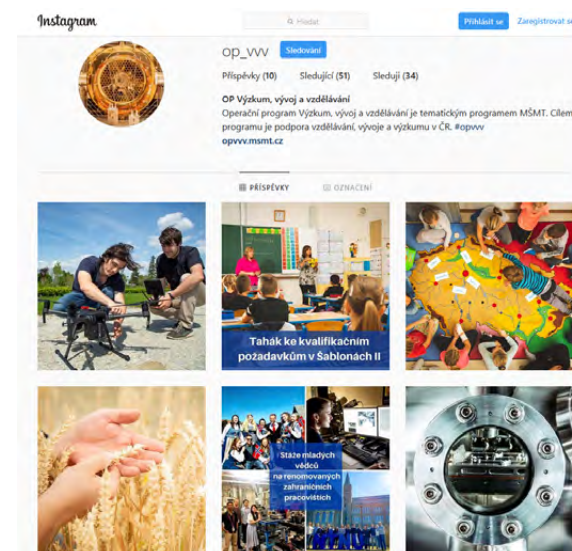 Instagram
Hledat
Přihlásit se
Zaregistrovat se
op_vvv
Sledování
Příspěvky (10) Sledující (51) Sleduji (34)
OP Výzkum, vývoj a vzdělávání
Operační program Výzkum, vývoj a vzdělávání je tematickým programem MŠMT. Cílem
programu je podpora vzdělávání, vývoje a výzkumu v ČR. #opvvv
opvvv.msmt.cz
PŘÍSPĚVKY
OZNAČENÍ
Tahák ke kvalifikačním
požadavkům v Šablonách II
Stáže mladých
vědců
na renomovaných
zahraničních
pracovištích